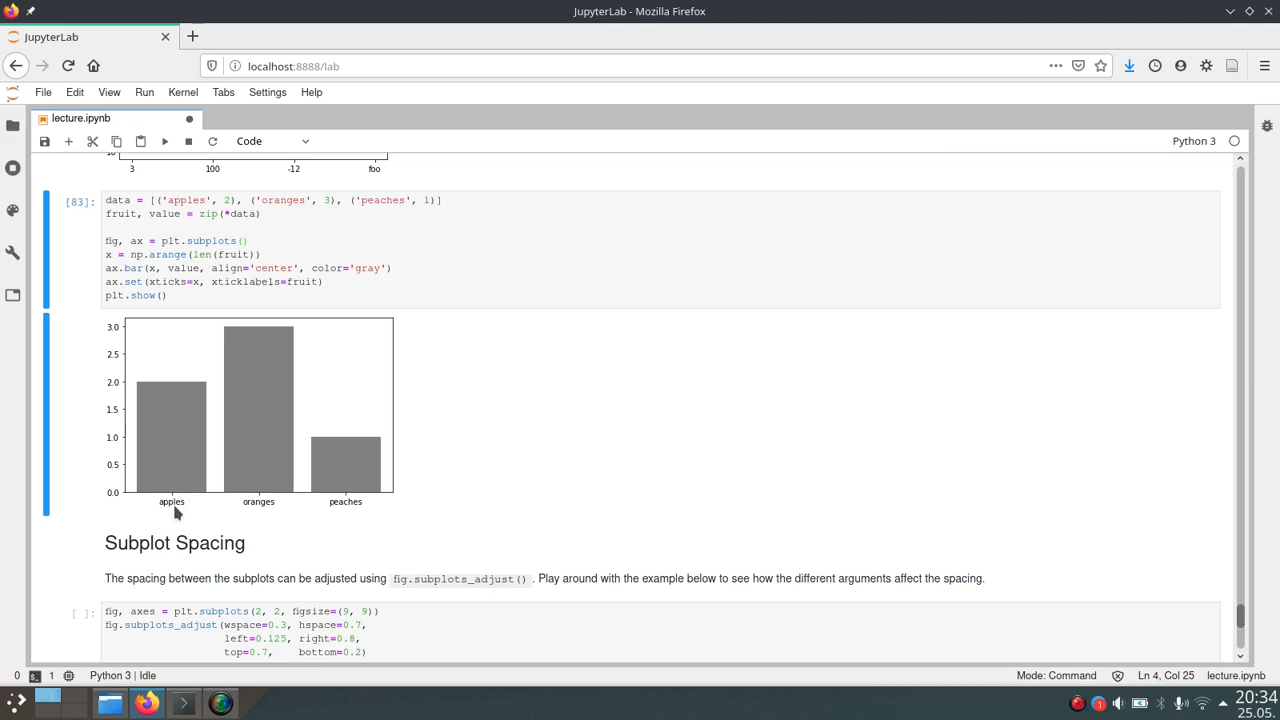 JupyterLab - Mozilla Firefox
JupyterLab
localhost:8888/lab
File Edit View Run Kernel Tabs Settings Help
lecture.ipynb
Code
Python 3
3 100 -12 foo
[83]:
data = [('apples', 2), ('oranges', 3), ('peaches', 1)]
fruit, value = zip(*data)
fig, ax = plt.subplots()
x = np.arange(len(fruit))
ax.bar(x, value, align='center', color='gray')
ax.set(xticks=x, xticklabels=fruit)
plt.show()
3.0
2.5
2.0
1.5
1.0
0.5
0.0
apples oranges peaches
Subplot Spacing
The spacing between the subplots can be adjusted using fig.subplots_adjust() . Play around with the example below to see how the different arguments affect the spacing.
[ ]:
fig, axes = plt.subplots(2, 2, figsize=(9, 9))
fig.subplots_adjust(wspace=0.3, hspace=0.7,
left=0.125, right=0.8,
top=0.7, bottom=0.2)
0 1 Python 3 | Idle Mode: Command Ln 4, Col 25 lecture.ipynb
1
20:34
25.05.